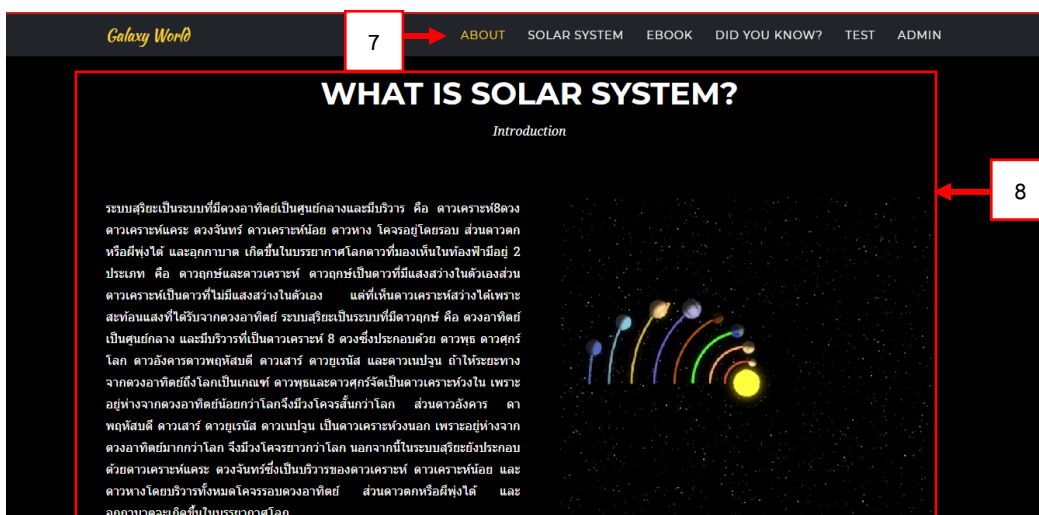 Galaxy World
7
ABOUT SOLAR SYSTEM EBOOK DID YOU KNOW? TEST ADMIN
WHAT IS SOLAR SYSTEM?
Introduction
8
ระบบสุริยะเป็นระบบที่มีดวงอาทิตย์เป็นศูนย์กลางและมีบริวาร คือ ดาวเคราะห์8ดวง
ดาวเคราะห์แคระ ดวงจันทร์ ดาวเคราะห์น้อย ดาวหาง โคจรอยู่โดยรอบ ส่วนดาวตก
หรือผีพุ่งใต้ และอุกกาบาต เกิดขึ้นในบรรยากาศโลกดาวที่มองเห็นในท้องฟ้ามีอยู่ 2
ประเภท คือ ดาวฤกษ์และดาวเคราะห์ ดาวฤกษ์เป็นดาวที่มีแสงสว่างในตัวเองส่วน
ดาวเคราะห์เป็นดาวที่ไม่มีแสงสว่างในตัวเอง แต่ที่เห็นดาวเคราะห์สว่างได้เพราะ
สะท้อนแสงที่ได้รับจากดวงอาทิตย์ ระบบสุริยะเป็นระบบที่มีดาวฤกษ์ คือ ดวงอาทิตย์
เป็นศูนย์กลาง และมีบริวารที่เป็นดาวเคราะห์ 8 ดวงซึ่งประกอบด้วย ดาวพุธ ดาวศุกร์
โลก ดาวอังคารดาวพฤหัสบดี ดาวเสาร์ ดาวยูเรนัส และดาวเนปจูน ถ้าให้ระยะทาง
จากดวงอาทิตย์ถึงโลกเป็นเกณฑ์ ดาวพุธและดาวศุกร์จัดเป็นดาวเคราะห์วงใน เพราะ
อยู่ห่างจากดวงอาทิตย์น้อยกว่าโลกจึงมีวงโคจรสั้นกว่าโลก ส่วนดาวอังคาร ดา
พฤหัสบดี ดาวเสาร์ ดาวยูเรนัส ดาวเนปจูน เป็นดาวเคราะห์วงนอก เพราะอยู่ห่างจาก
ดวงอาทิตย์มากกว่าโลก จึงมีวงโคจรยาวกว่าโลก นอกจากนี้ในระบบสุริยะยังประกอบ
ด้วยดาวเคราะห์แคระ ดวงจันทร์ซึ่งเป็นบริวารของดาวเคราะห์ ดาวเคราะห์น้อย และ
ดาวหางโดยบริวารทั้งหมดโคจรรอบดวงอาทิตย์ ส่วนดาวตกหรือผีพุ่งใต้ และ
อุกกาบาตจะเกิดขึ้นในบรรยากาศโลก